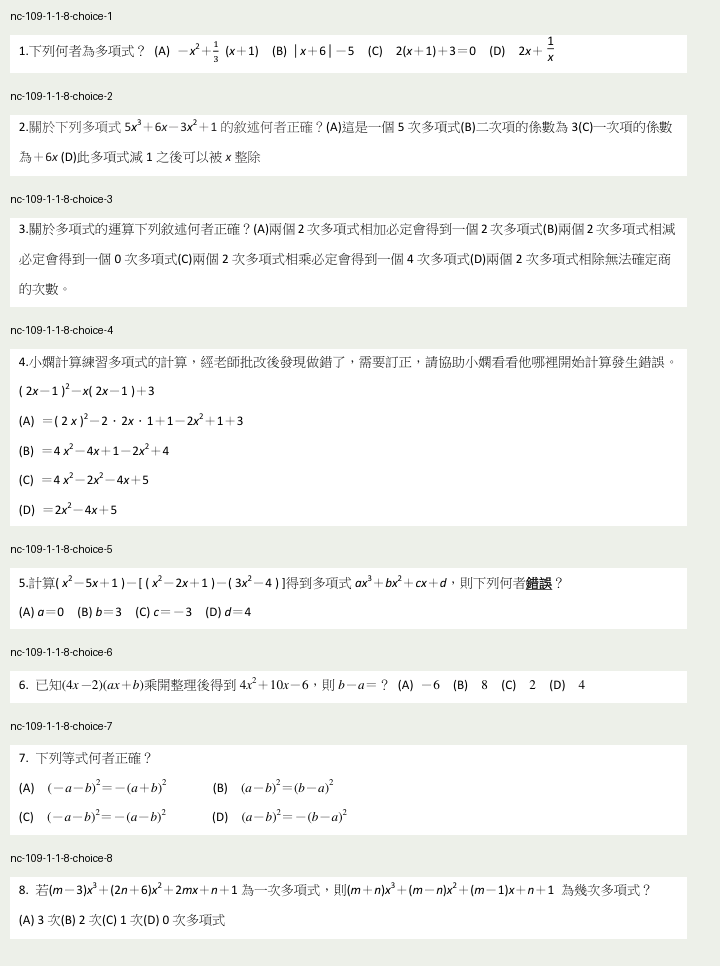 nc-109-1-1-8-choice-1
1.下列何者為多項式？ (A) －x²＋1/3 (x＋1) (B) │x＋6│－5 (C) 2(x＋1)＋3＝0 (D) 2x＋1/x
nc-109-1-1-8-choice-2
2.關於下列多項式 5x³＋6x－3x²＋1 的敘述何者正確？(A)這是一個 5 次多項式(B)二次項的係數為 3(C)一次項的係數
為＋6x (D)此多項式減 1 之後可以被 x 整除
nc-109-1-1-8-choice-3
3.關於多項式的運算下列敘述何者正確？(A)兩個 2 次多項式相加必定會得到一個 2 次多項式(B)兩個 2 次多項式相減
必定會得到一個 0 次多項式(C)兩個 2 次多項式相乘必定會得到一個 4 次多項式(D)兩個 2 次多項式相除無法確定商
的次數。
nc-109-1-1-8-choice-4
4.小嫻計算練習多項式的計算，經老師批改後發現做錯了，需要訂正，請協助小嫻看看他哪裡開始計算發生錯誤。
( 2x－1 )²－x( 2x－1 )＋3
(A) ＝( 2 x )²－2．2x．1＋1－2x²＋1＋3
(B) ＝4 x²－4x＋1－2x²＋4
(C) ＝4 x²－2x²－4x＋5
(D) ＝2x²－4x＋5
nc-109-1-1-8-choice-5
5.計算( x²－5x＋1 )－[ ( x²－2x＋1 )－( 3x²－4 ) ]得到多項式 ax³＋bx²＋cx＋d，則下列何者錯誤？
(A) a＝0 (B) b＝3 (C) c＝－3 (D) d＝4
nc-109-1-1-8-choice-6
6. 已知(4x－2)(ax＋b)乘開整理後得到 4x²＋10x－6，則 b－a＝？ (A) －6 (B) 8 (C) 2 (D) 4
nc-109-1-1-8-choice-7
7. 下列等式何者正確？
(A) (－a－b)²＝－(a＋b)² (B) (a－b)²＝(b－a)²
(C) (－a－b)²＝－(a－b)² (D) (a－b)²＝－(b－a)²
nc-109-1-1-8-choice-8
8. 若(m－3)x³＋(2n＋6)x²＋2mx＋n＋1 為一次多項式，則(m＋n)x³＋(m－n)x²＋(m－1)x＋n＋1 為幾次多項式？
(A) 3 次(B) 2 次(C) 1 次(D) 0 次多項式